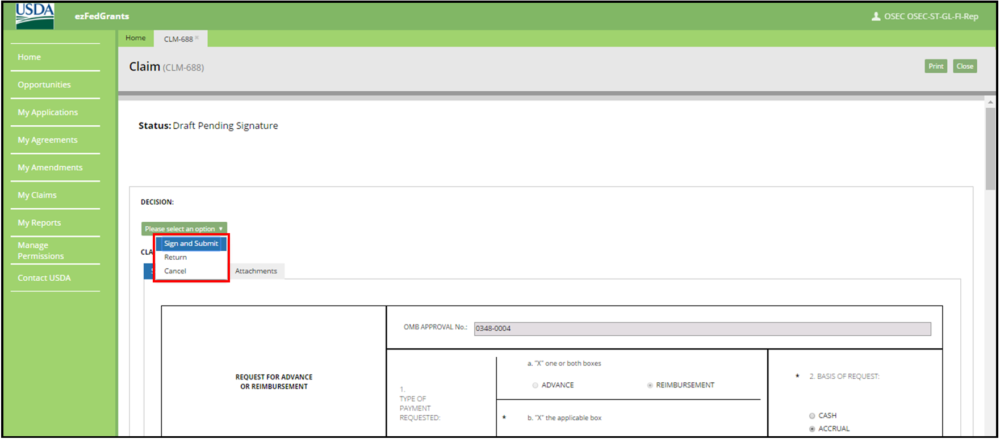 USDA
ezFedGrants
OSEC OSEC-ST-GL-FI-Rep
Home
Opportunities
My Applications
My Agreements
My Amendments
My Claims
My Reports
Manage
Permissions
Contact USDA
Home
CLM-688 ×
Claim (CLM-688)
Print
Close
Status: Draft Pending Signature
DECISION:
Please select an option ▼
Sign and Submit
Return
Cancel
CLA
S
Attachments
REQUEST FOR ADVANCE
OR REIMBURSEMENT
OMB APPROVAL No.: 0348-0004
1.
TYPE OF
PAYMENT
REQUESTED:
a. "X" one or both boxes
ADVANCE
REIMBURSEMENT
* b. "X" the applicable box
* 2. BASIS OF REQUEST:
CASH
ACCRUAL